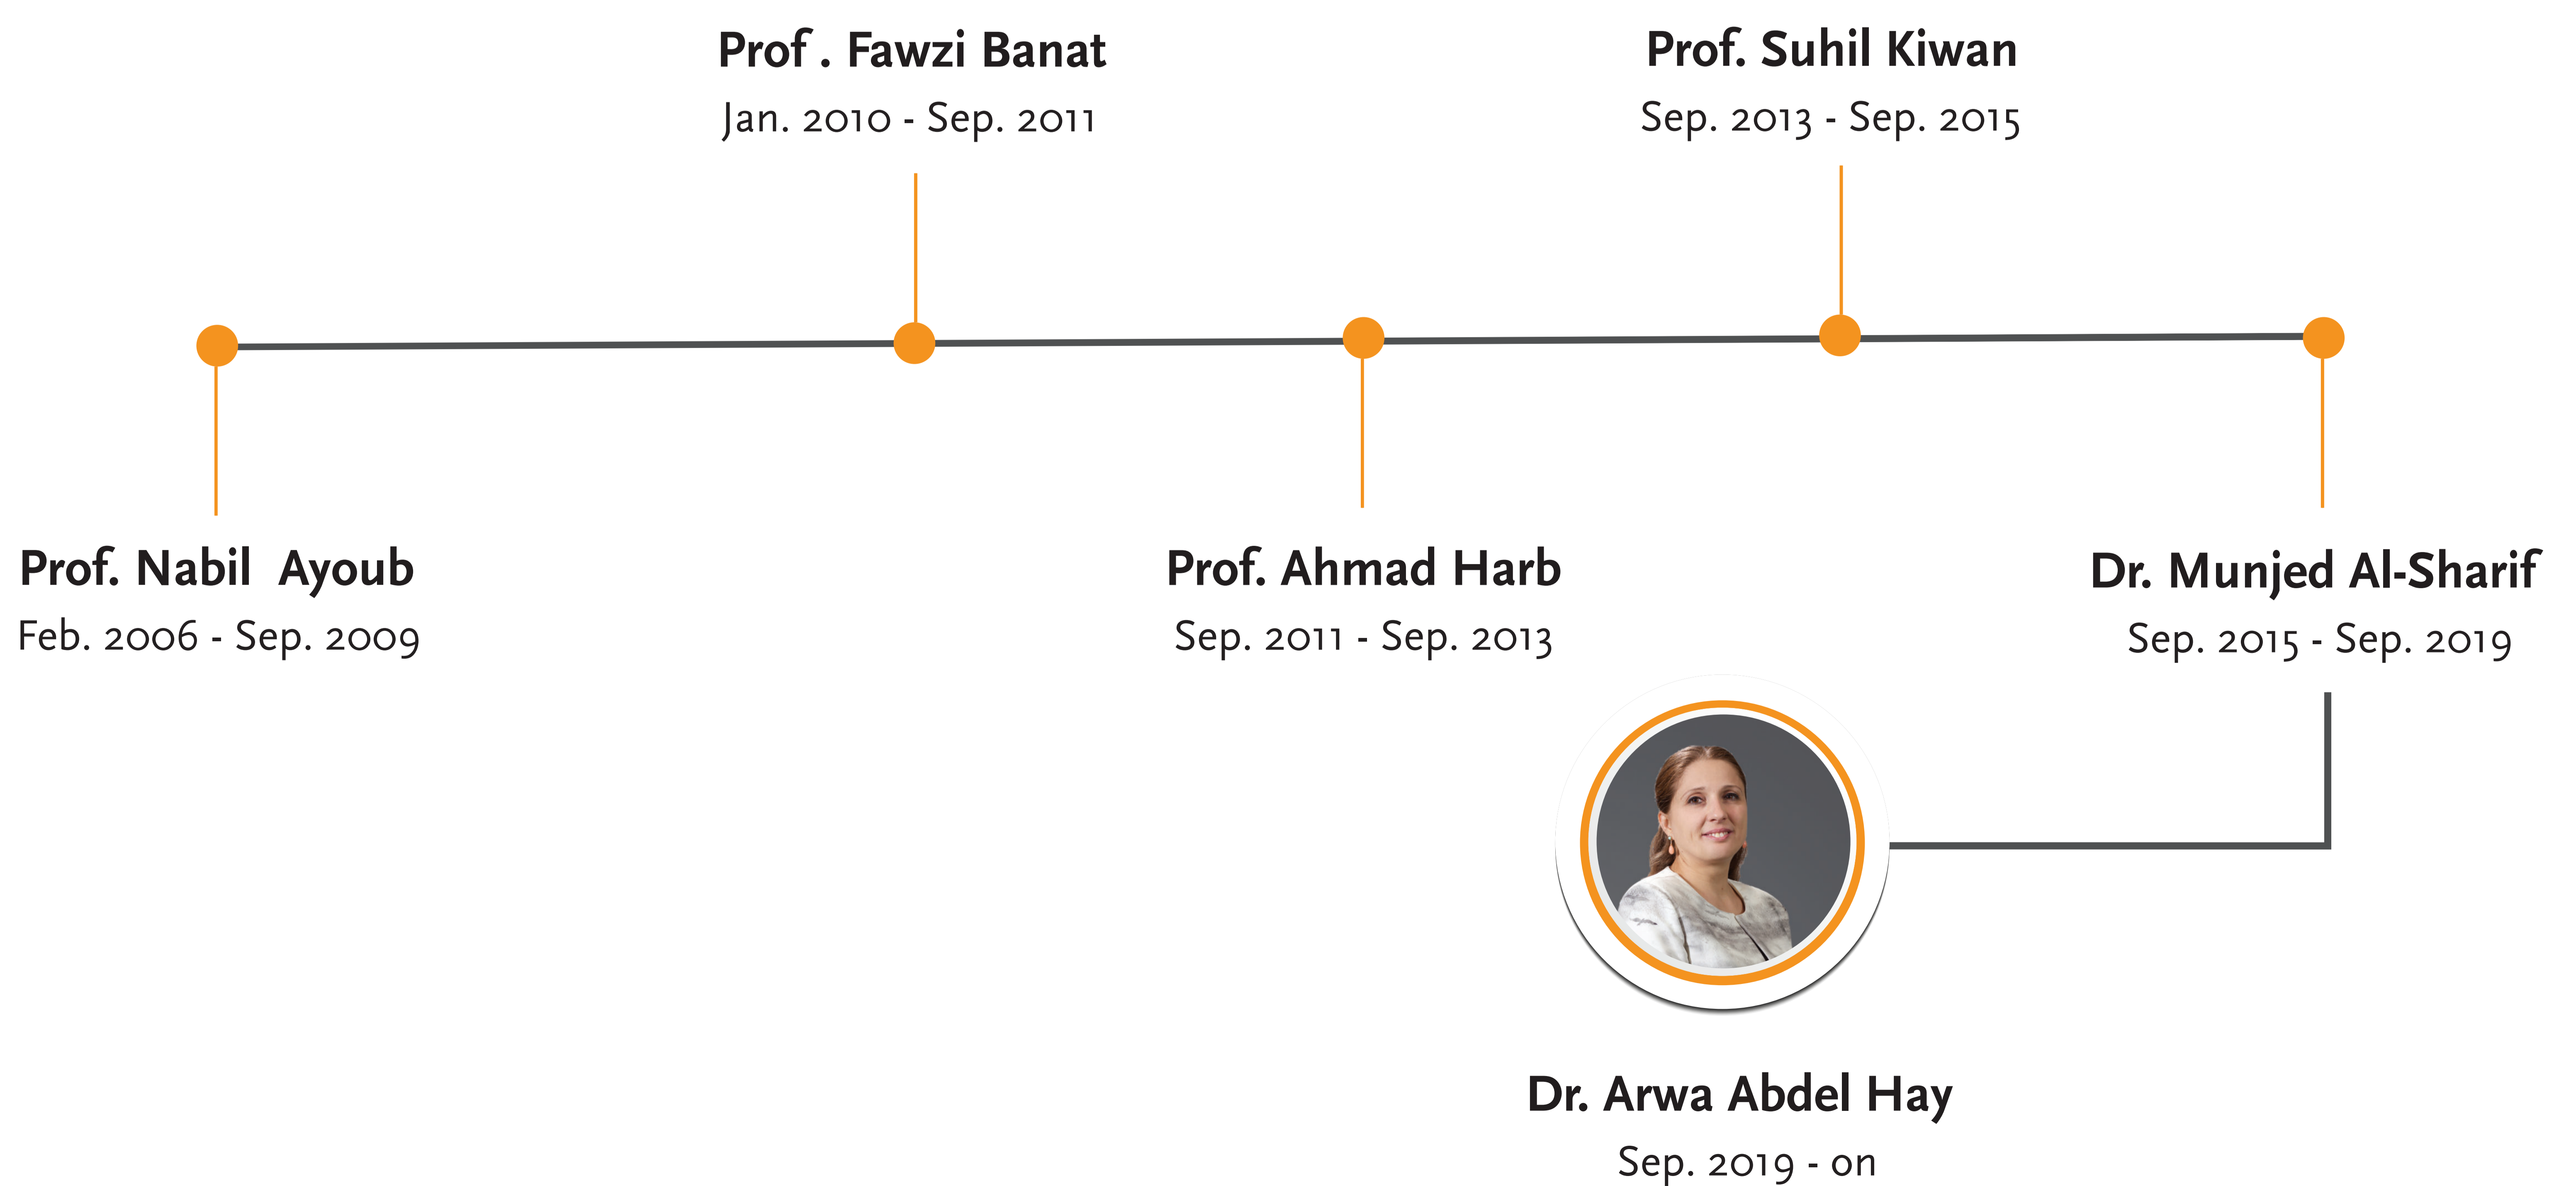 Prof . Fawzi Banat
Jan. 2010 - Sep. 2011
Prof. Suhil Kiwan
Sep. 2013 - Sep. 2015
Prof. Nabil  Ayoub
Feb. 2006 - Sep. 2009
Prof. Ahmad Harb
Sep. 2011 - Sep. 2013
Dr. Munjed Al-Sharif
Sep. 2015 - Sep. 2019
Dr. Arwa Abdel Hay
Sep. 2019 - on